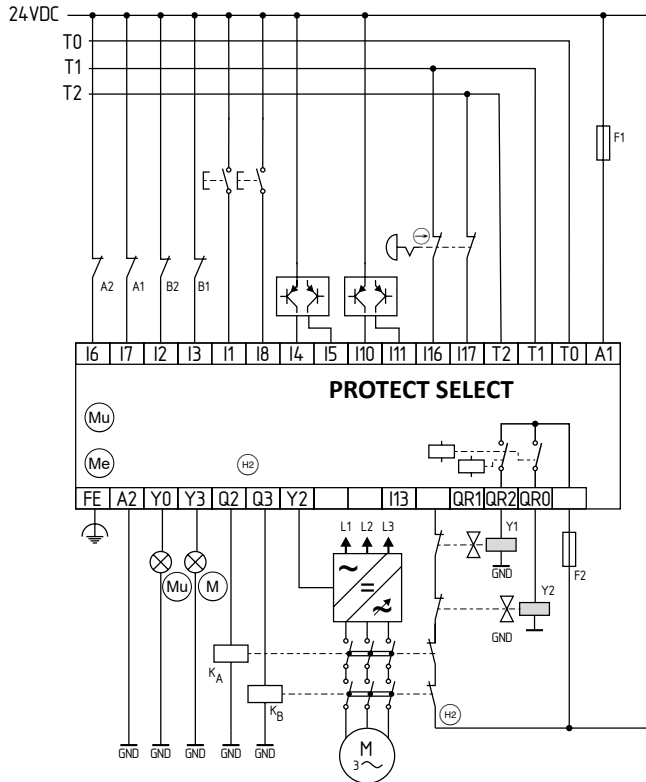 24VDC
T0
T1
T2
F1
A2 A1 B2 B1
I6 I7 I2 I3 I1 I8 I4 I5 I10 I11 I16 I17 T2 T1 T0 A1
PROTECT SELECT
Mu
Me H2
FE A2 Y0 Y3 Q2 Q3 Y2 I13 QR1 QR2 QR0
L1 L2 L3 Y1
GND F2
Mu M Y2
GND
KA
KB H2
M
3~
GND GND GND GND GND